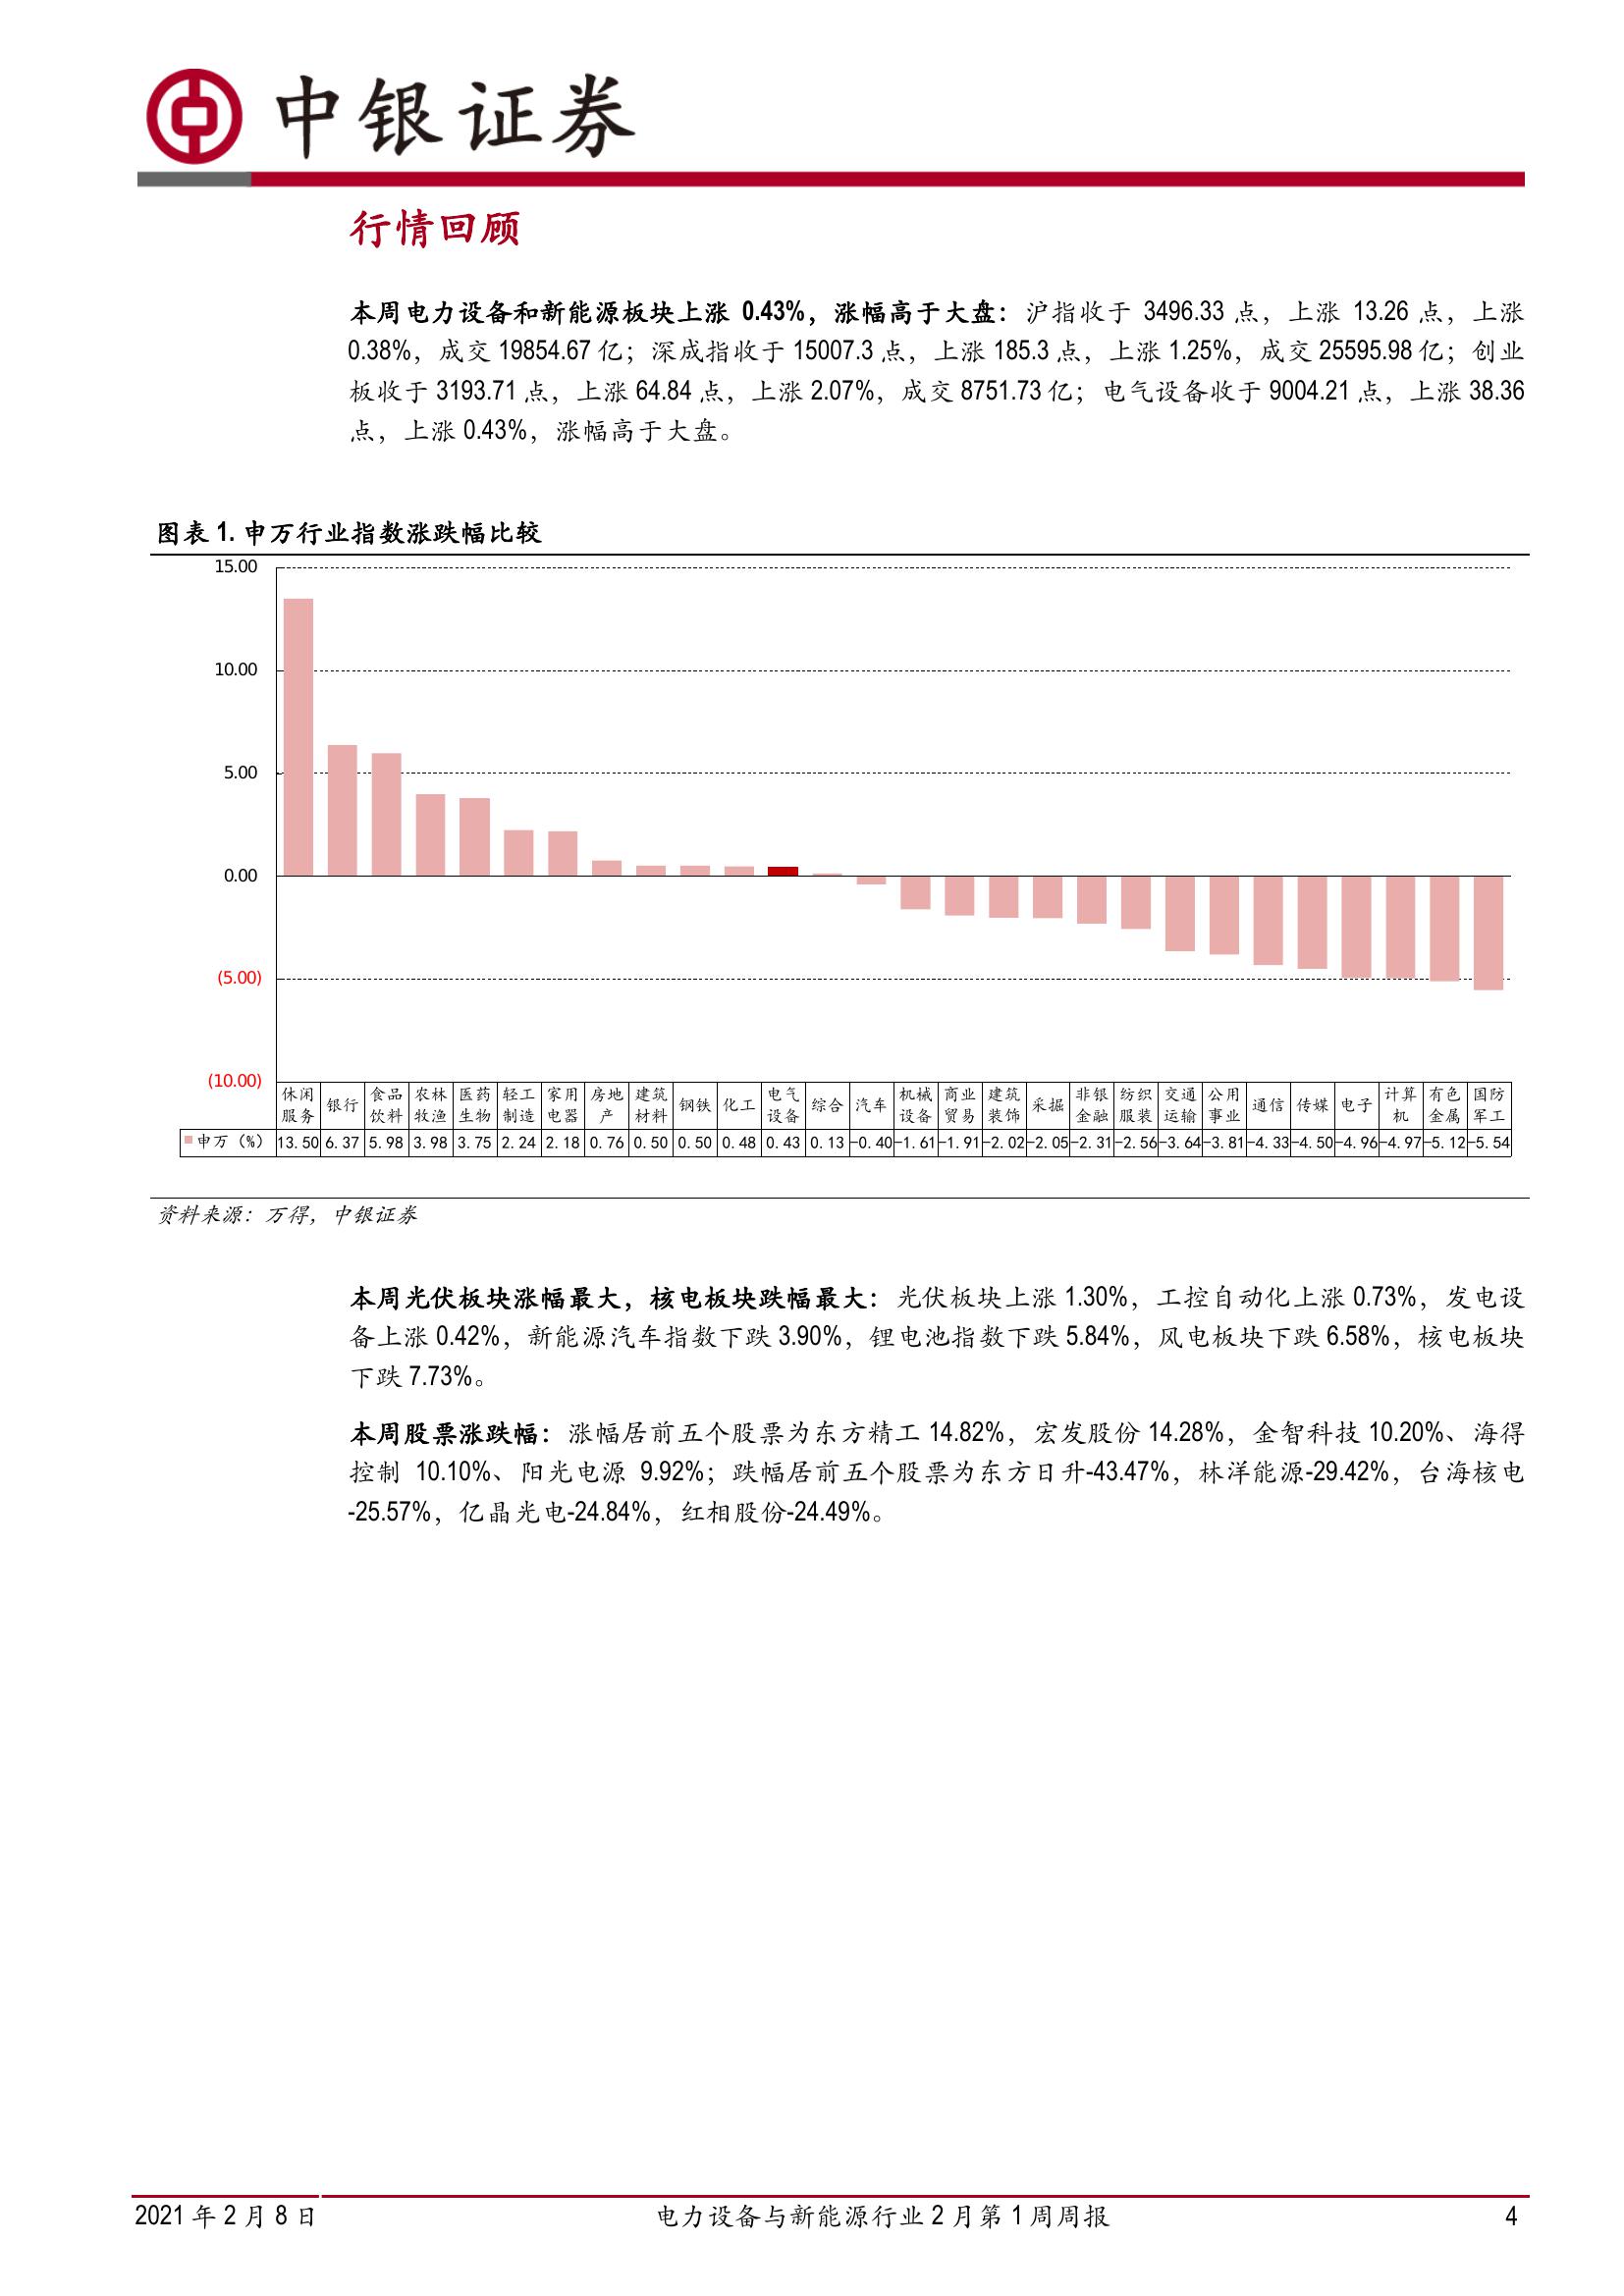 中银证券
行情回顾
本周电力设备和新能源板块上涨 0.43%，涨幅高于大盘：沪指收于 3496.33 点，上涨 13.26 点，上涨
0.38%，成交 19854.67 亿；深成指收于 15007.3 点，上涨 185.3 点，上涨 1.25%，成交 25595.98 亿；创业
板收于 3193.71 点，上涨 64.84 点，上涨 2.07%，成交 8751.73 亿；电气设备收于 9004.21 点，上涨 38.36
点，上涨 0.43%，涨幅高于大盘。
图表 1. 申万行业指数涨跌幅比较
15.00
10.00
5.00
0.00
(5.00)
(10.00)
休闲服务 银行 食品饮料 农林牧渔 医药生物 轻工制造 家用电器 房地产 建筑材料 钢铁 化工 电气设备 综合 汽车 机械设备 商业贸易 建筑装饰 采掘 非银金融 纺织服装 交通运输 公用事业 通信 传媒 电子 计算机 有色金属 国防军工
申万（%） 13.50 6.37 5.98 3.98 3.75 2.24 2.18 0.76 0.50 0.50 0.48 0.43 0.13 -0.40 -1.61 -1.91 -2.02 -2.05 -2.31 -2.56 -3.64 -3.81 -4.33 -4.50 -4.96 -4.97 -5.12 -5.54
资料来源：万得，中银证券
本周光伏板块涨幅最大，核电板块跌幅最大：光伏板块上涨 1.30%，工控自动化上涨 0.73%，发电设
备上涨 0.42%，新能源汽车指数下跌 3.90%，锂电池指数下跌 5.84%，风电板块下跌 6.58%，核电板块
下跌 7.73%。
本周股票涨跌幅：涨幅居前五个股票为东方精工 14.82%，宏发股份 14.28%，金智科技 10.20%、海得
控制 10.10%、阳光电源 9.92%；跌幅居前五个股票为东方日升-43.47%，林洋能源-29.42%，台海核电
-25.57%，亿晶光电-24.84%，红相股份-24.49%。
2021 年 2 月 8 日 电力设备与新能源行业 2 月第 1 周周报 4